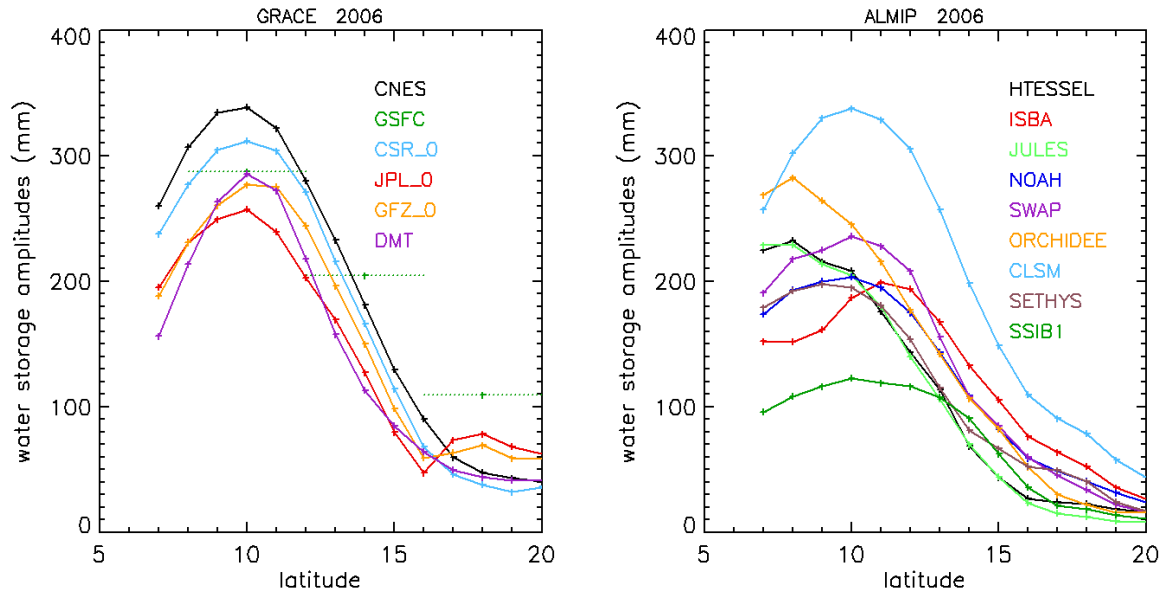 GRACE 2006
400
300
200
100
0
5
10
15
20
latitude
water storage amplitudes (mm)
CNES
GSFC
CSR_0
JPL_0
GFZ_0
DMT
ALMIP 2006
400
300
200
100
0
5
10
15
20
latitude
water storage amplitudes (mm)
HTESSEL
ISBA
JULES
NOAH
SWAP
ORCHIDEE
CLSM
SETHYS
SSIB1